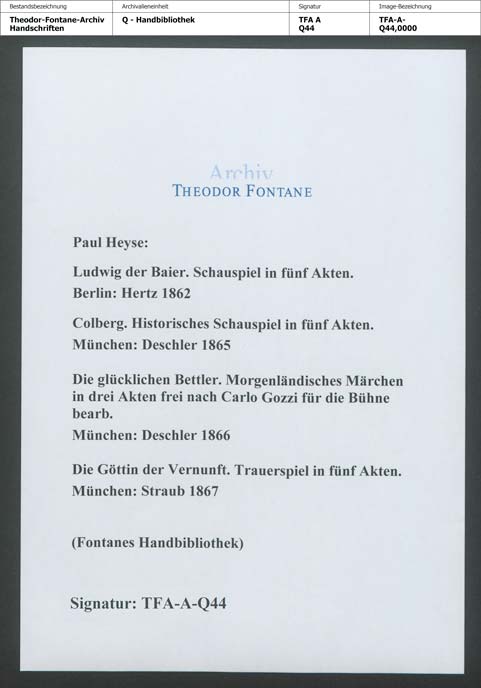 Bestandsbezeichnung Archivalieneinheit Signatur Image-Bezeichnung
Theodor-Fontane-Archiv Q - Handbibliothek TFA A TFA-A-
Handschriften Q44 Q44,0000
Archiv
THEODOR FONTANE
Paul Heyse:
Ludwig der Baier. Schauspiel in fünf Akten.
Berlin: Hertz 1862
Colberg. Historisches Schauspiel in fünf Akten.
München: Deschler 1865
Die glücklichen Bettler. Morgenländisches Märchen
in drei Akten frei nach Carlo Gozzi für die Bühne
bearb.
München: Deschler 1866
Die Göttin der Vernunft. Trauerspiel in fünf Akten.
München: Straub 1867
(Fontanes Handbibliothek)
Signatur: TFA-A-Q44